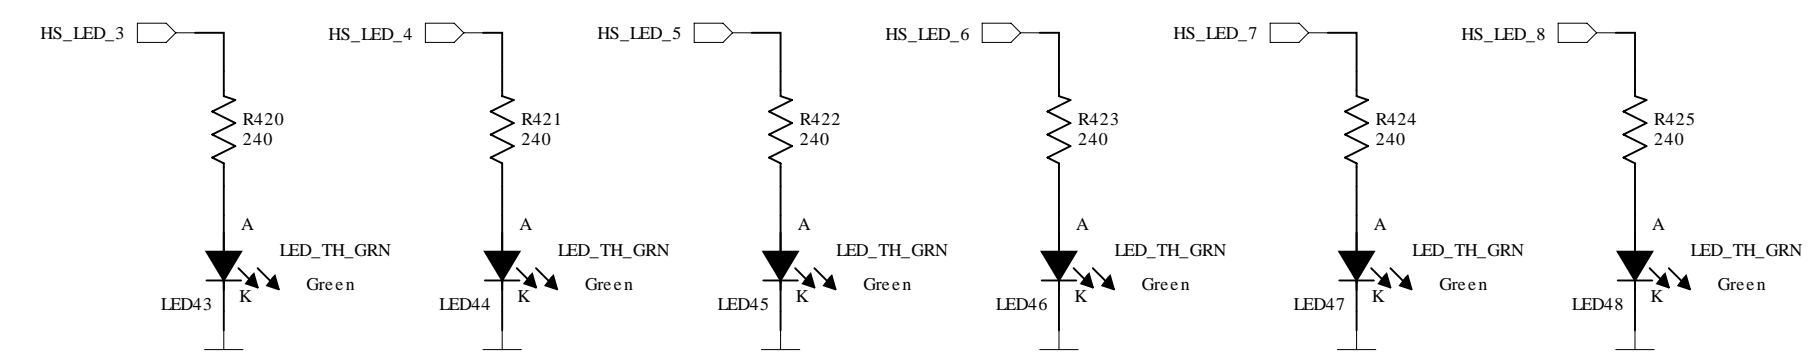 HS_LED_3
HS_LED_4
HS_LED_5
HS_LED_6
HS_LED_7
HS_LED_8
R420
240
R421
240
R422
240
R423
240
R424
240
R425
240
A
LED_TH_GRN
Green
K
LED43
A
LED_TH_GRN
Green
K
LED44
A
LED_TH_GRN
Green
K
LED45
A
LED_TH_GRN
Green
K
LED46
A
LED_TH_GRN
Green
K
LED47
A
LED_TH_GRN
Green
K
LED48